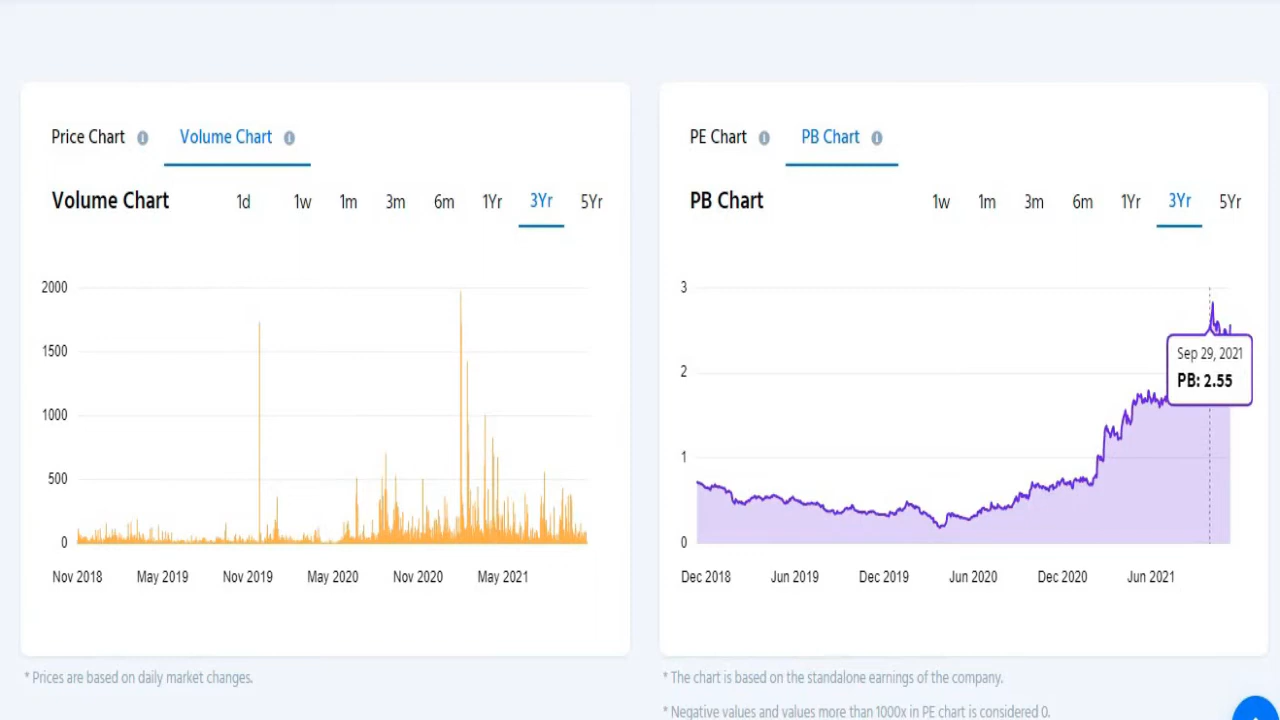 Price Chart Volume Chart
Volume Chart 1d 1w 1m 3m 6m 1Yr 3Yr 5Yr
2000
1500
1000
500
0
Nov 2018 May 2019 Nov 2019 May 2020 Nov 2020 May 2021
* Prices are based on daily market changes.
PE Chart PB Chart
PB Chart 1w 1m 3m 6m 1Yr 3Yr 5Yr
3
2
1
0
Sep 29, 2021
PB: 2.55
Dec 2018 Jun 2019 Dec 2019 Jun 2020 Dec 2020 Jun 2021
* The chart is based on the standalone earnings of the company.
* Negative values and values more than 1000x in PE chart is considered 0.